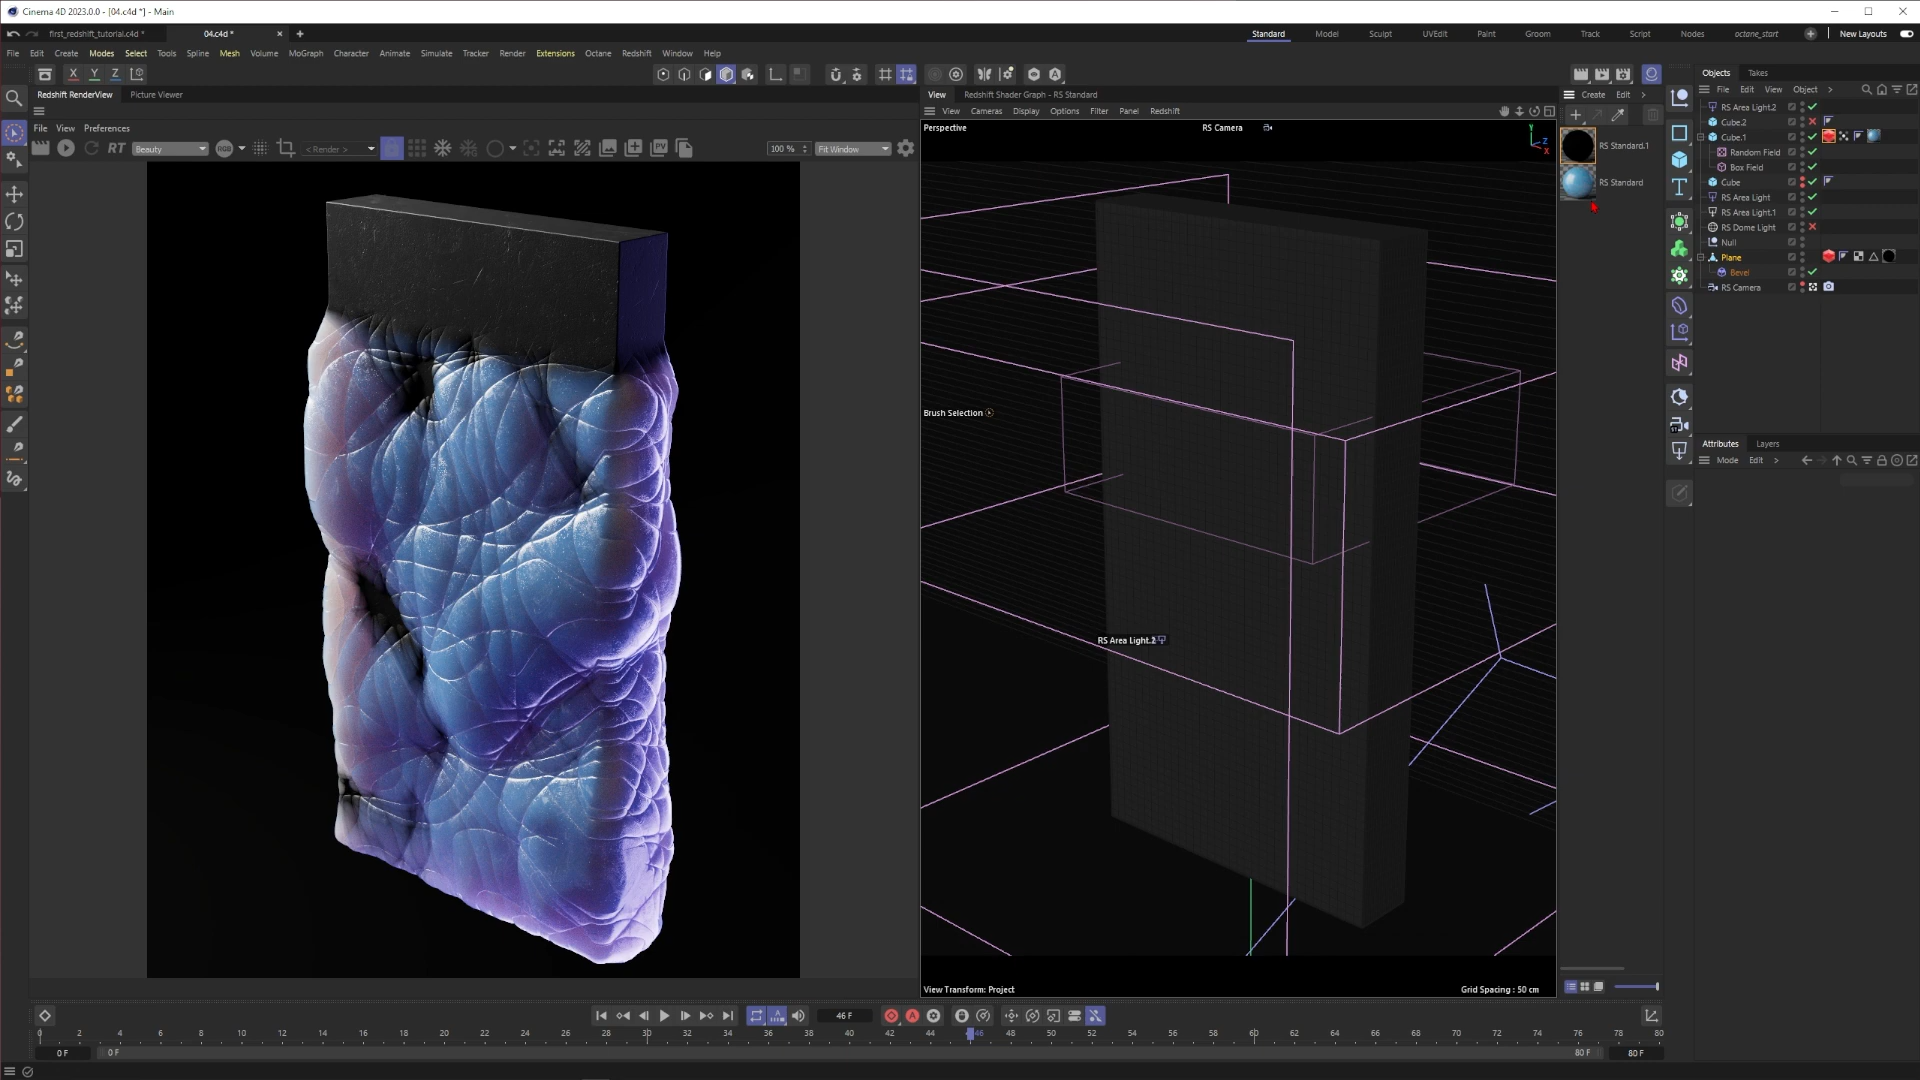 Cinema 4D 2023.0.0 - [04.c4d *] - Main
first_redshift_tutorial.c4d * 04.c4d * Standard Model Sculpt UVEdit Paint Groom Track Script Nodes octane_start New Layouts
File Edit Create Modes Select Tools Spline Mesh Volume MoGraph Character Animate Simulate Tracker Render Extensions Octane Redshift Window Help
X Y Z
Objects Takes
Redshift RenderView Picture Viewer View Redshift Shader Graph - RS Standard Create Edit
File Edit View Object
View Cameras Display Options Filter Panel Redshift
RS Area Light.2
File View Preferences
Perspective RS Camera
Cube.2
Cube.1
RT Beauty RGB < Render > PV 100 % Fit Window
RS Standard.1
Random Field
Box Field
RS Standard
Cube
RS Area Light
RS Area Light.1
RS Dome Light
Null
Plane
Bevel
RS Camera
Brush Selection
Attributes Layers
Mode Edit
RS Area Light.2
View Transform: Project Grid Spacing : 50 cm
46 F
0 2 4 6 8 10 12 14 16 18 20 22 24 26 28 30 32 34 36 38 40 42 44 46 50 52 54 56 58 60 62 64 66 68 70 72 74 76 78 80
0 F 0 F 80 F 80 F